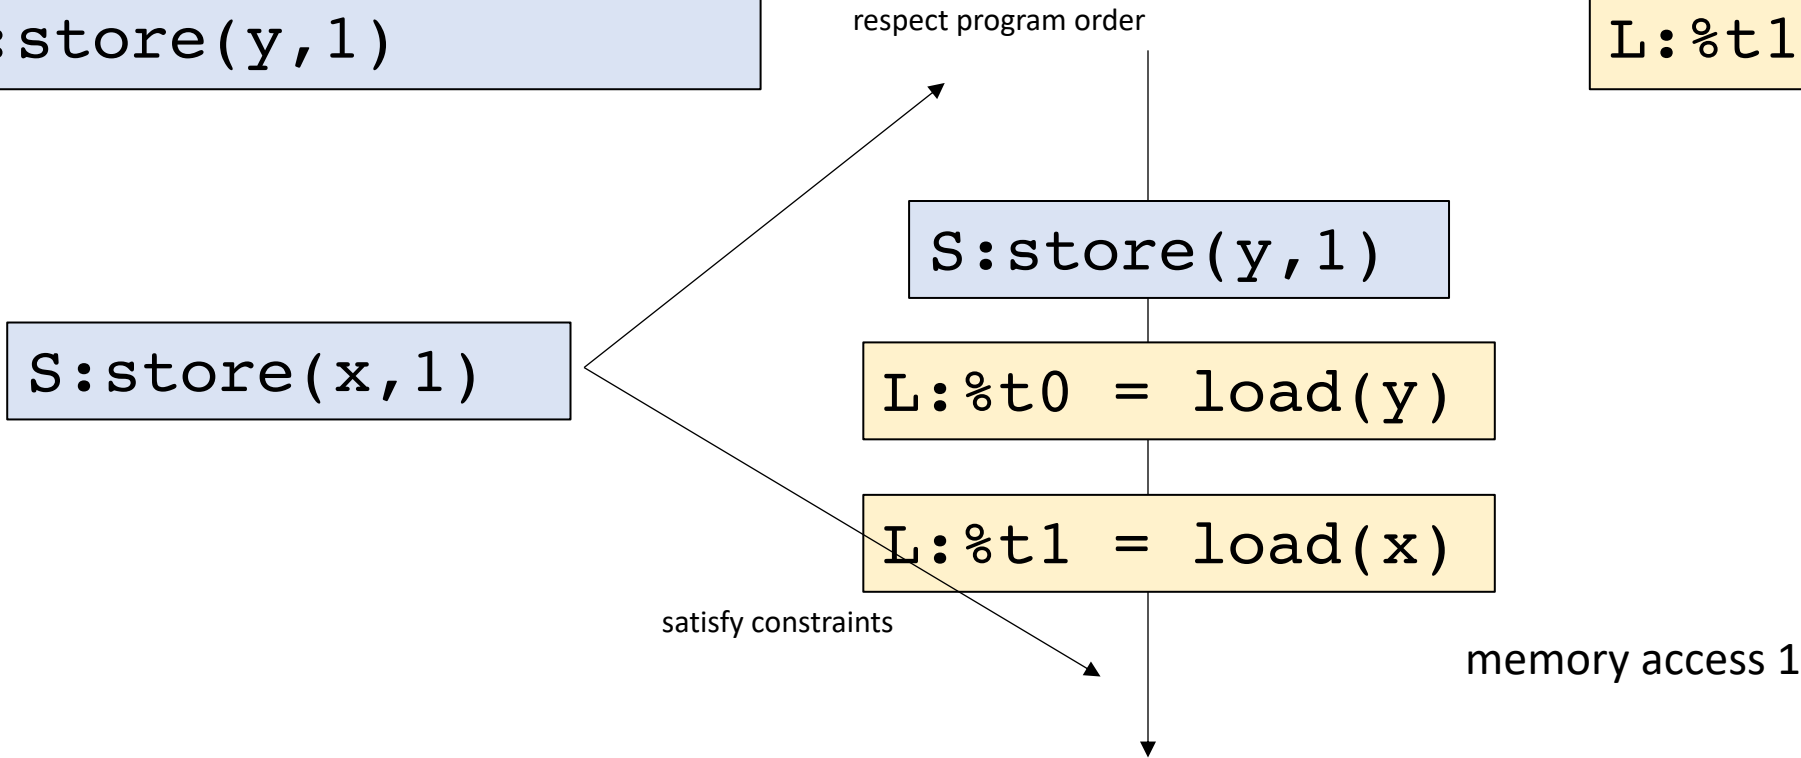 respect program order
:store(y,1)
L:%t1
S:store(y,1)
S:store(x,1)
L:%t0 = load(y)
L:%t1 = load(x)
satisfy constraints
memory access 1